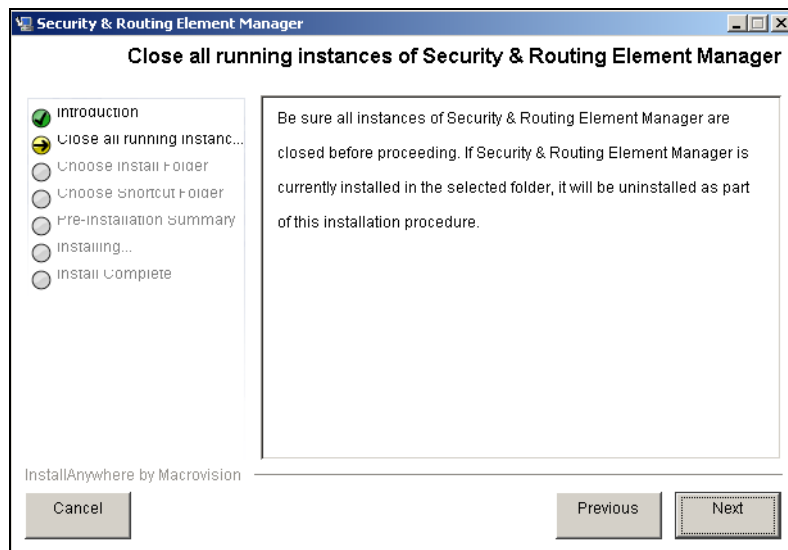 Security & Routing Element Manager
Close all running instances of Security & Routing Element Manager
Introduction
Close all running instanc...
Choose Install Folder
Choose Shortcut Folder
Pre-Installation Summary
Installing...
Install Complete
Be sure all instances of Security & Routing Element Manager are
closed before proceeding. If Security & Routing Element Manager is
currently installed in the selected folder, it will be uninstalled as part
of this installation procedure.
InstallAnywhere by Macrovision
Cancel
Previous
Next